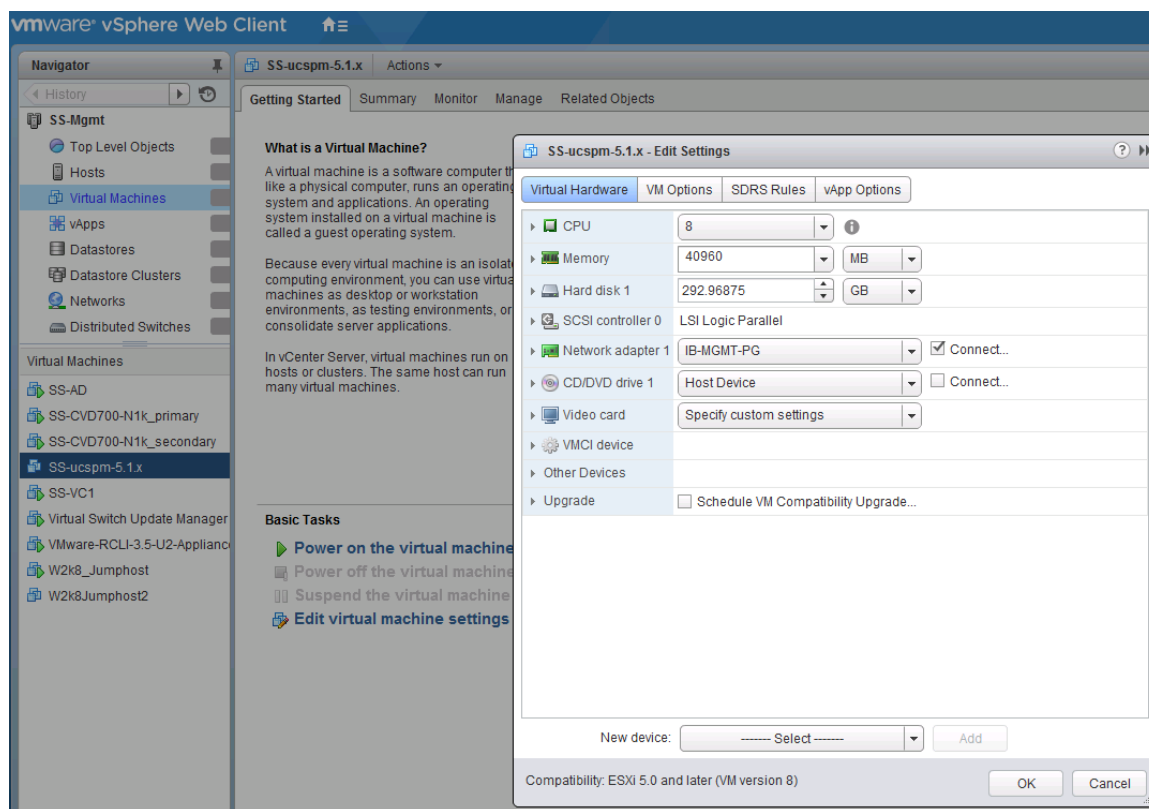 vmware® vSphere Web Client
Navigator
History
SS-Mgmt
Top Level Objects
Hosts
Virtual Machines
vApps
Datastores
Datastore Clusters
Networks
Distributed Switches
Virtual Machines
SS-AD
SS-CVD700-N1k_primary
SS-CVD700-N1k_secondary
SS-ucspm-5.1.x
SS-VC1
Virtual Switch Update Manager
VMware-RCLI-3.5-U2-Applianc
W2k8_Jumphost
W2k8Jumphost2
SS-ucspm-5.1.x Actions
Getting Started Summary Monitor Manage Related Objects
What is a Virtual Machine?
A virtual machine is a software computer th
like a physical computer, runs an operating
system and applications. An operating
system installed on a virtual machine is
called a guest operating system.
Because every virtual machine is an isolate
computing environment, you can use virtua
machines as desktop or workstation
environments, as testing environments, or
consolidate server applications.
In vCenter Server, virtual machines run on
hosts or clusters. The same host can run
many virtual machines.
Basic Tasks
Power on the virtual machine
Power off the virtual machine
Suspend the virtual machine
Edit virtual machine settings
SS-ucspm-5.1.x - Edit Settings ?
Virtual Hardware VM Options SDRS Rules vApp Options
CPU 8
Memory 40960 MB
Hard disk 1 292.96875 GB
SCSI controller 0 LSI Logic Parallel
Network adapter 1 IB-MGMT-PG Connect...
CD/DVD drive 1 Host Device Connect...
Video card Specify custom settings
VMCI device
Other Devices
Upgrade Schedule VM Compatibility Upgrade...
New device: ------- Select ------- Add
Compatibility: ESXi 5.0 and later (VM version 8) OK Cancel